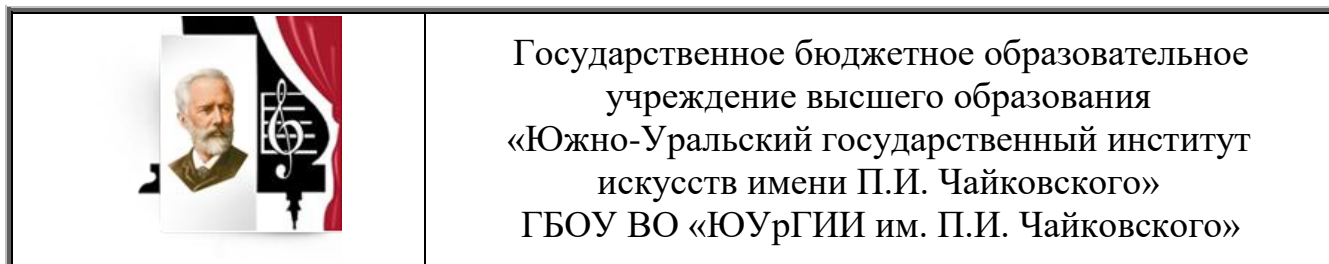 Государственное бюджетное образовательное
учреждение высшего образования
«Южно-Уральский государственный институт
искусств имени П.И. Чайковского»
ГБОУ ВО «ЮУрГИИ им. П.И. Чайковского»